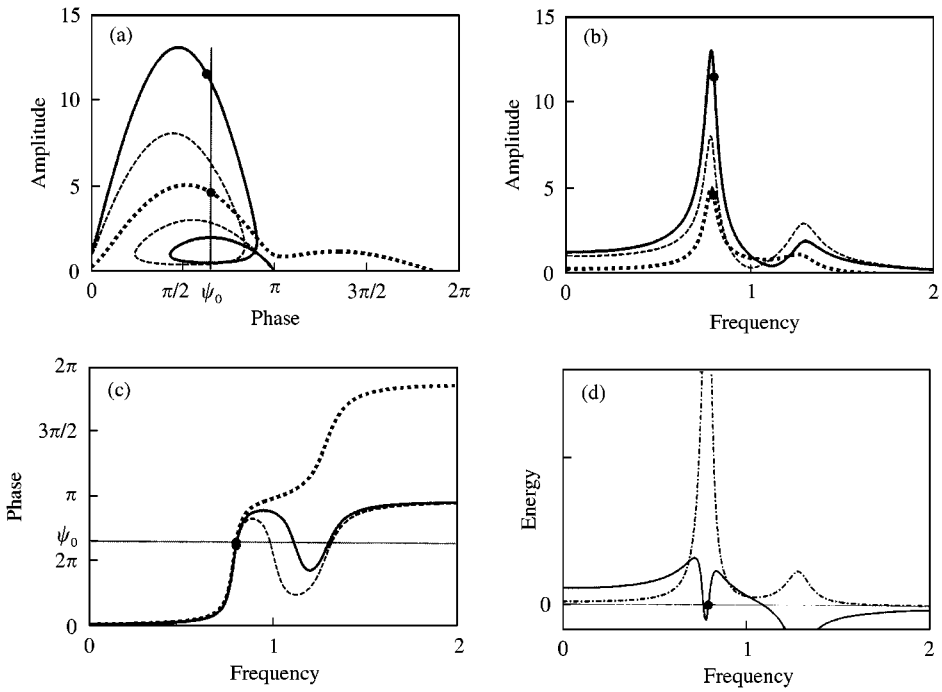 (a)
15
10
5
0
Amplitude
0
π/2
ψ0
π
3π/2
2π
Phase
(b)
15
10
5
0
Amplitude
0
1
2
Frequency
(c)
2π
3π/2
π
ψ0
2π
0
Phase
0
1
2
Frequency
(d)
Energy
0
0
1
2
Frequency